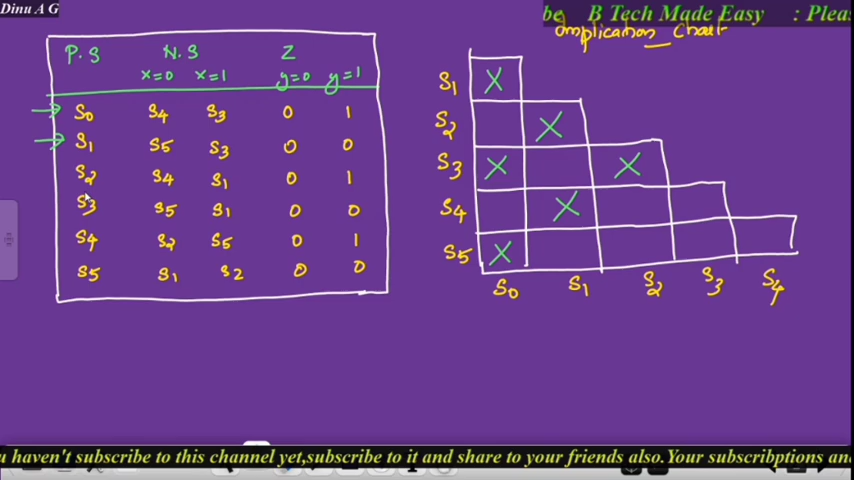 Dinu A G
be B Tech Made Easy : Pleas
Implication Chart
P.S N.S Z
x=0 x=1 y=0 y=1
S0 S4 S3 0 1
S1 S5 S3 0 0
S2 S4 S1 0 1
S3 S5 S1 0 0
S4 S2 S5 0 1
S5 S1 S2 0 0
S1 X
S2 X
S3 X X
S4 X
S5 X
S0 S1 S2 S3 S4
u haven't subscribe to this channel yet,subscribe to it and share to your friends also.Your subscribptions and